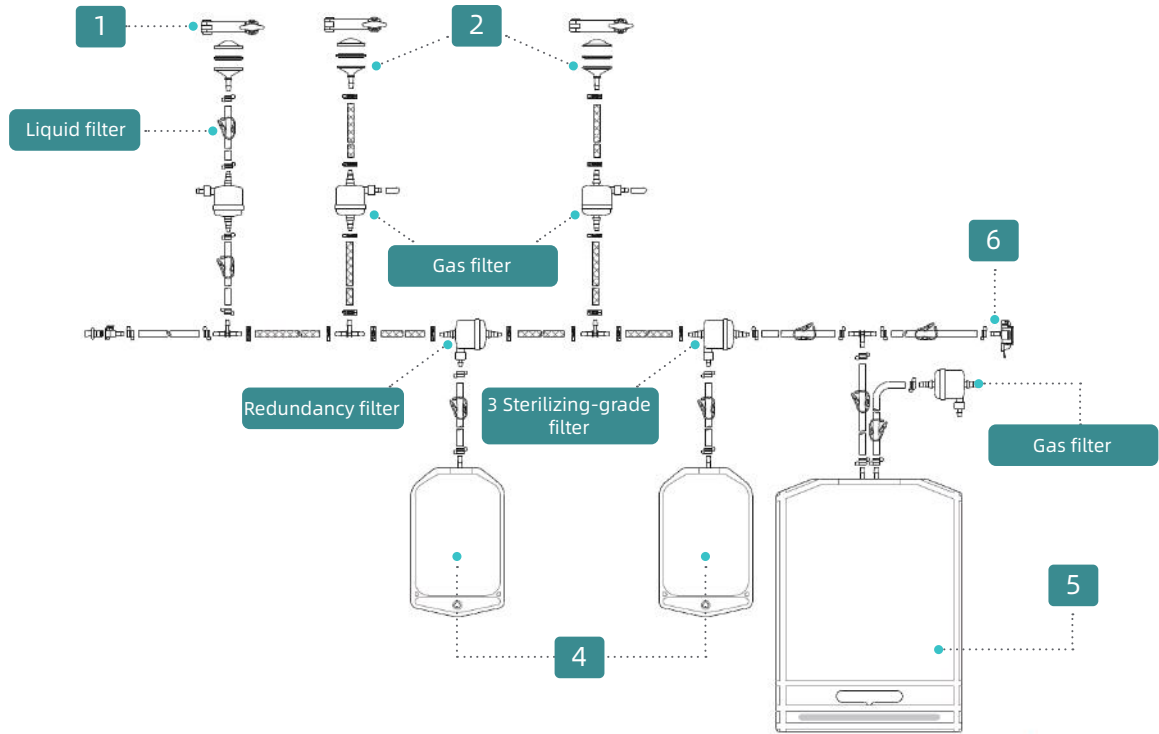 1
2
Liquid filter
Gas filter
6
Redundancy filter
3 Sterilizing-grade
filter
Gas filter
5
4